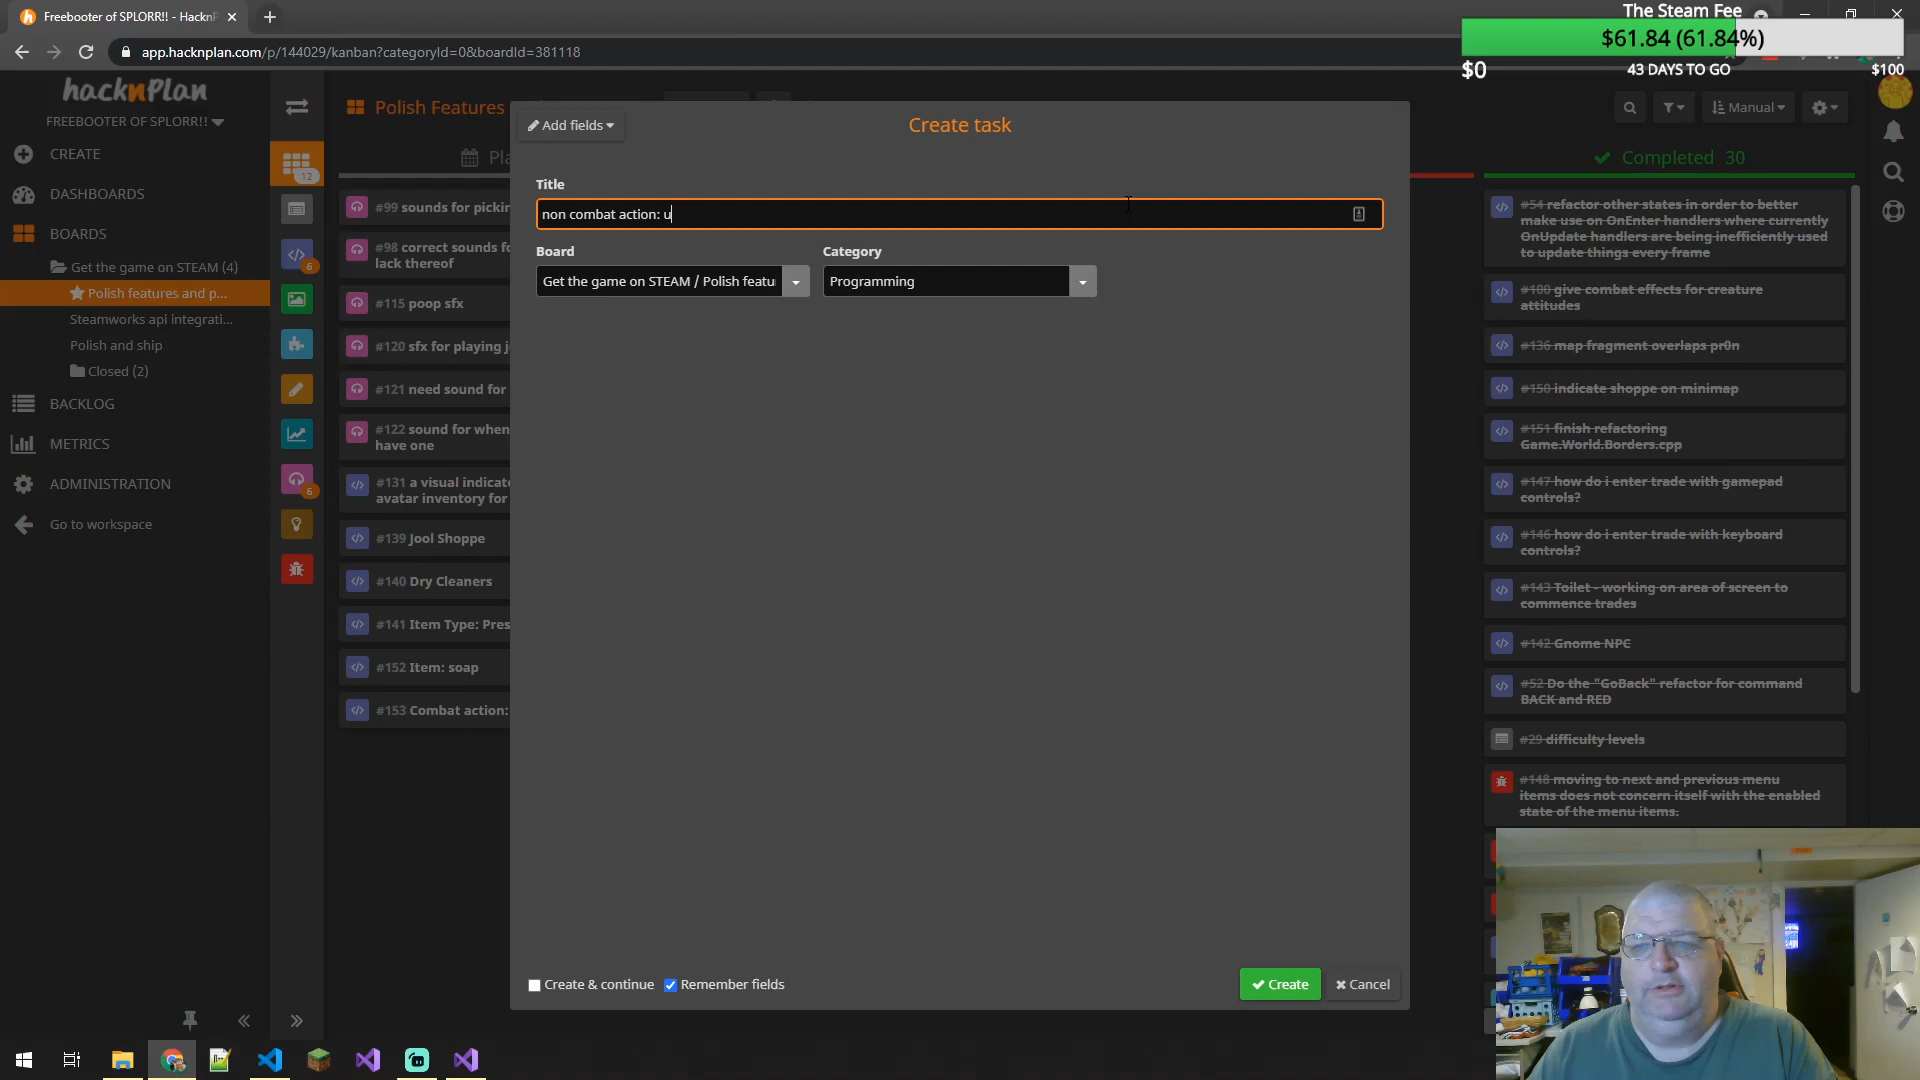 Freebooter of SPLORR!! - HacknP
app.hacknplan.com/p/144029/kanban?categoryId=0&boardId=381118
The Steam Fee
$61.84 (61.84%)
$0
43 DAYS TO GO
$100
hacknPlan
FREEBOOTER OF SPLORR!!
CREATE
DASHBOARDS
BOARDS
Get the game on STEAM (4)
Polish features and p...
Steamworks api integrati...
Polish and ship
Closed (2)
BACKLOG
METRICS
ADMINISTRATION
Go to workspace
12
6
6
Polish Features
Manual
Pla
#99 sounds for pickin
#98 correct sounds fo
lack thereof
#115 poop sfx
#120 sfx for playing j
#121 need sound for
#122 sound for when
have one
#131 a visual indicat
avatar inventory for
#139 Jool Shoppe
#140 Dry Cleaners
#141 Item Type: Pres
#152 Item: soap
#153 Combat action:
Add fields
Create task
Title
non combat action: u
Board
Category
Get the game on STEAM / Polish featu
Programming
Create & continue
Remember fields
Create
Cancel
Completed 30
#54 refactor other states in order to better
make use on OnEnter handlers where currently
OnUpdate handlers are being inefficiently used
to update things every frame
#100 give combat effects for creature
attitudes
#136 map fragment overlaps pr0n
#150 indicate shoppe on minimap
#151 finish refactoring
Game.World.Borders.cpp
#147 how do i enter trade with gamepad
controls?
#146 how do i enter trade with keyboard
controls?
#143 Toilet - working on area of screen to
commence trades
#142 Gnome NPC
#52 Do the "GoBack" refactor for command
BACK and RED
#29 difficulty levels
#148 moving to next and previous menu
items does not concern itself with the enabled
state of the menu items.